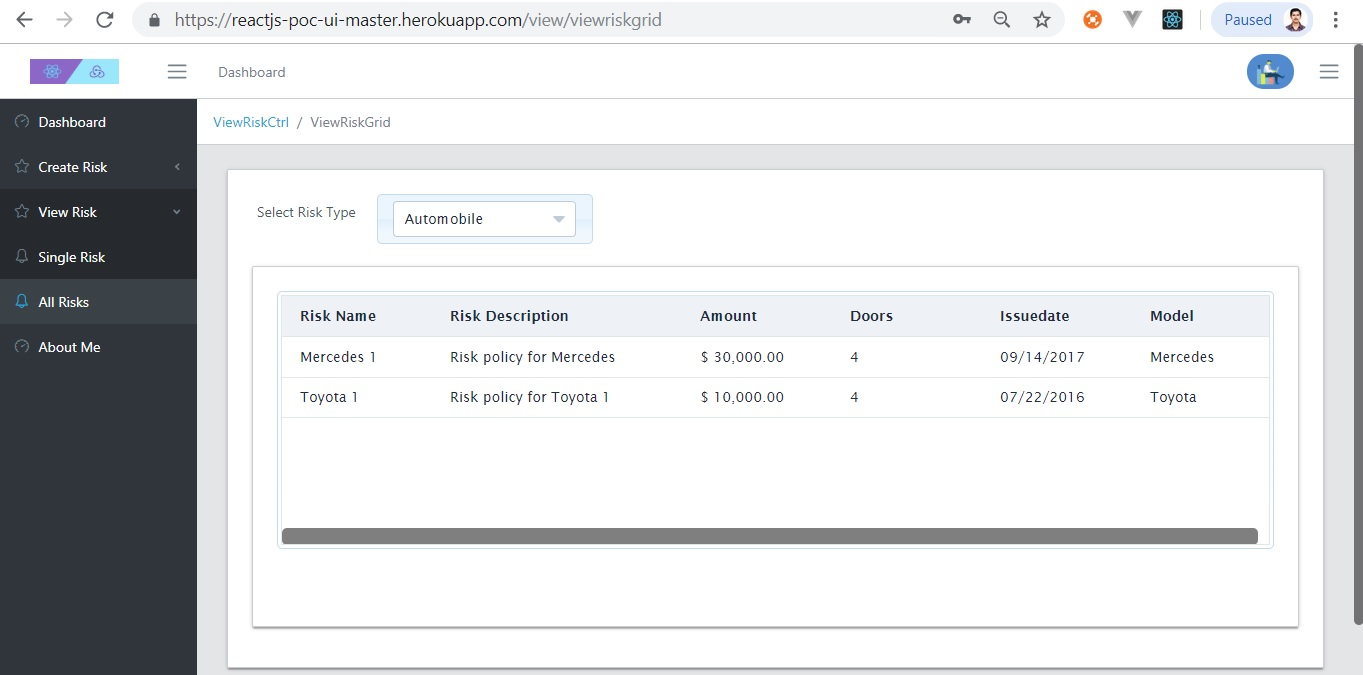 https://reactjs-poc-ui-master.herokuapp.com/view/viewriskgrid
Paused
Dashboard
Dashboard
Create Risk
View Risk
Single Risk
All Risks
About Me
ViewRiskCtrl / ViewRiskGrid
Select Risk Type
Automobile
Risk Name Risk Description Amount Doors Issuedate Model
Mercedes 1 Risk policy for Mercedes $ 30,000.00 4 09/14/2017 Mercedes
Toyota 1 Risk policy for Toyota 1 $ 10,000.00 4 07/22/2016 Toyota